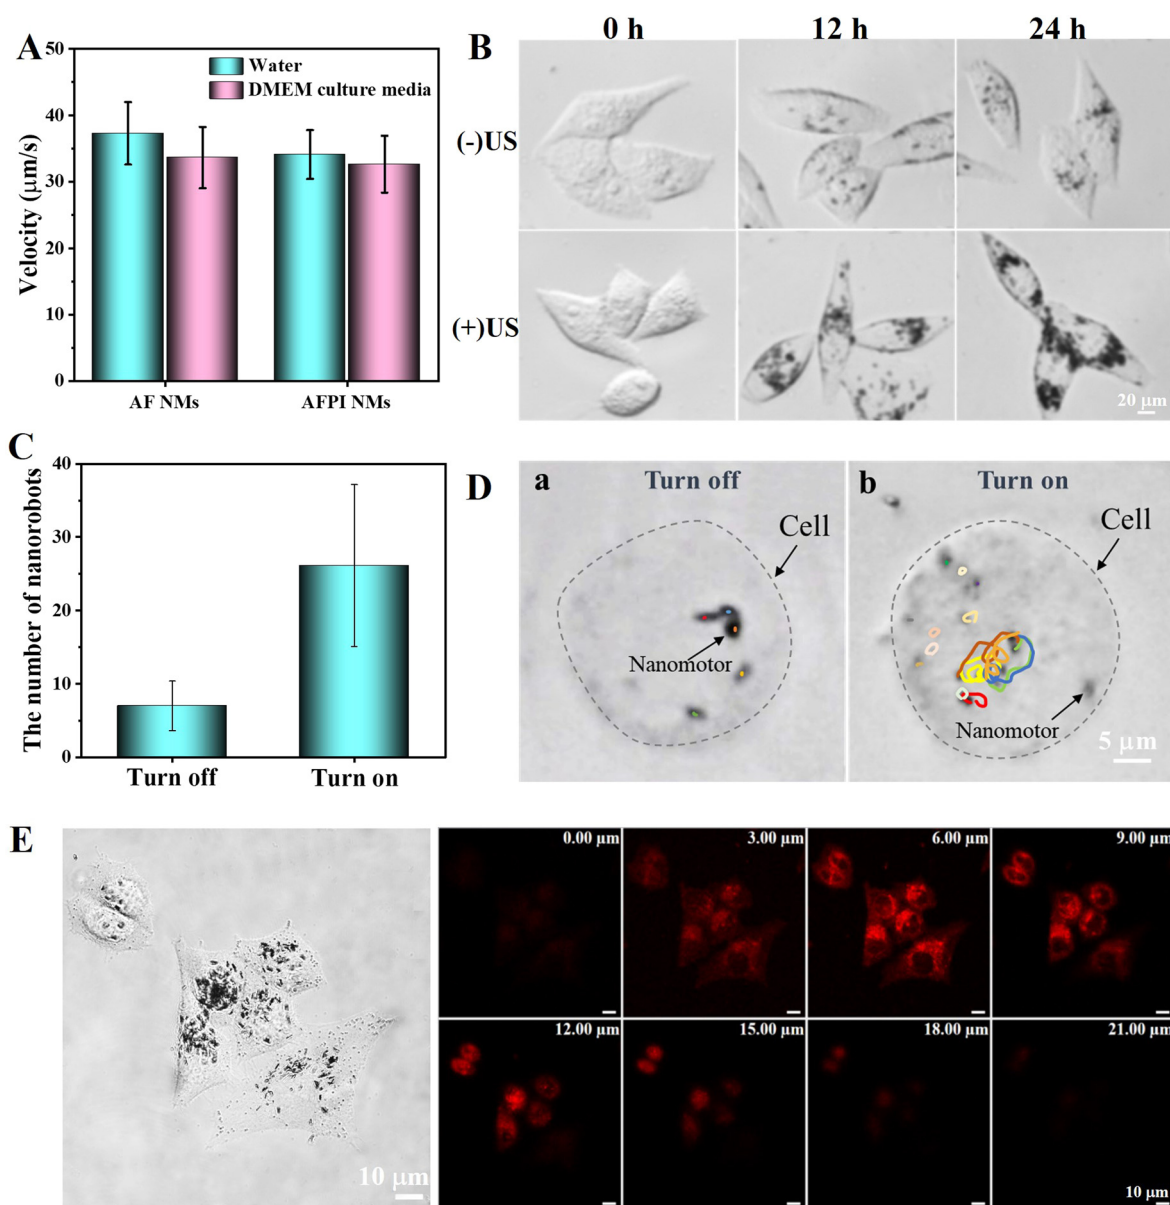 A
Velocity (μm/s)
50
40
30
20
10
0
Water
DMEM culture media
AF NMs
AFPI NMs
B
0 h
12 h
24 h
(-)US
(+)US
20 μm
C
The number of nanorobots
40
30
20
10
0
Turn off
Turn on
D
a
Turn off
Cell
Nanomotor
b
Turn on
Cell
Nanomotor
5 μm
E
10 μm
0.00 μm
3.00 μm
6.00 μm
9.00 μm
12.00 μm
15.00 μm
18.00 μm
21.00 μm
10 μm